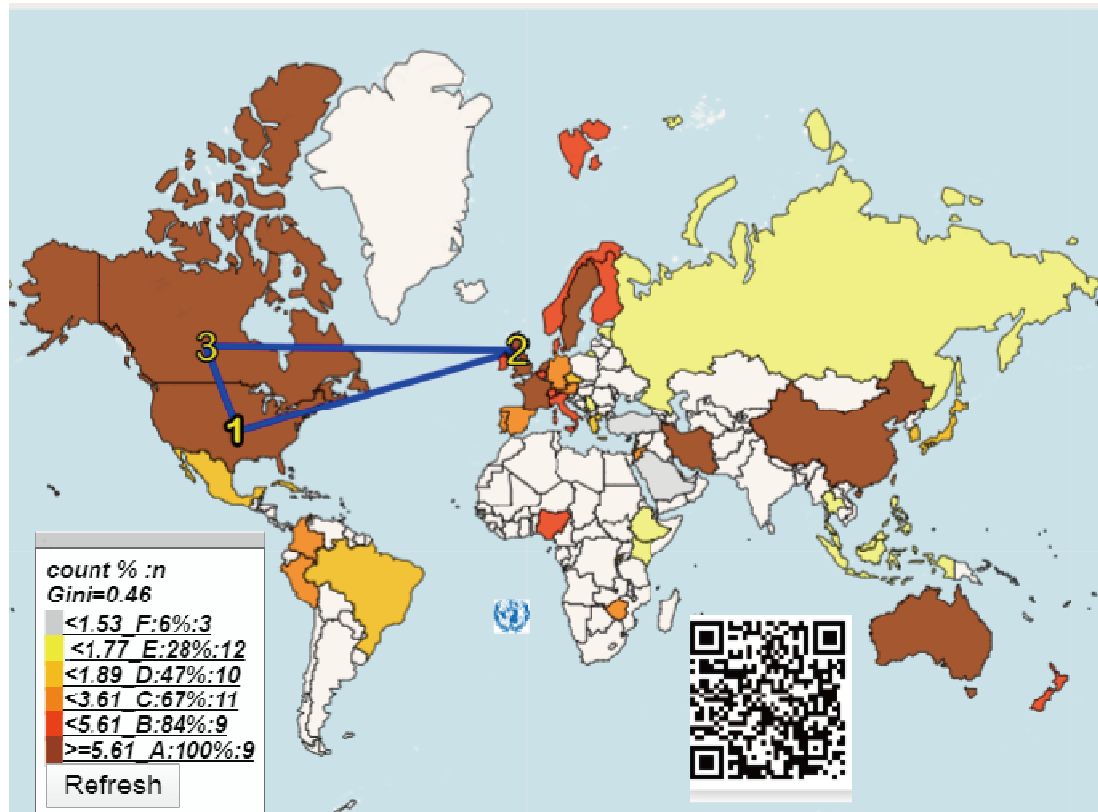 3
2
1
count % :n
Gini=0.46
<1.53_F:6%:3
<1.77_E:28%:12
<1.89_D:47%:10
<3.61_C:67%:11
<5.61_B:84%:9
>=5.61_A:100%:9
Refresh